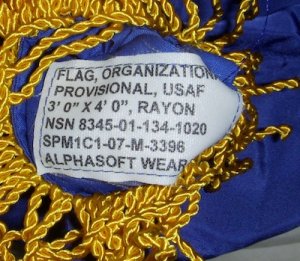 FLAG, ORGANIZATION
PROVISIONAL, USAF
3' 0" X 4' 0", RAYON
NSN 8345-01-134-1020
SPM1C1-07-M-3396
ALPHASOFT WEAR